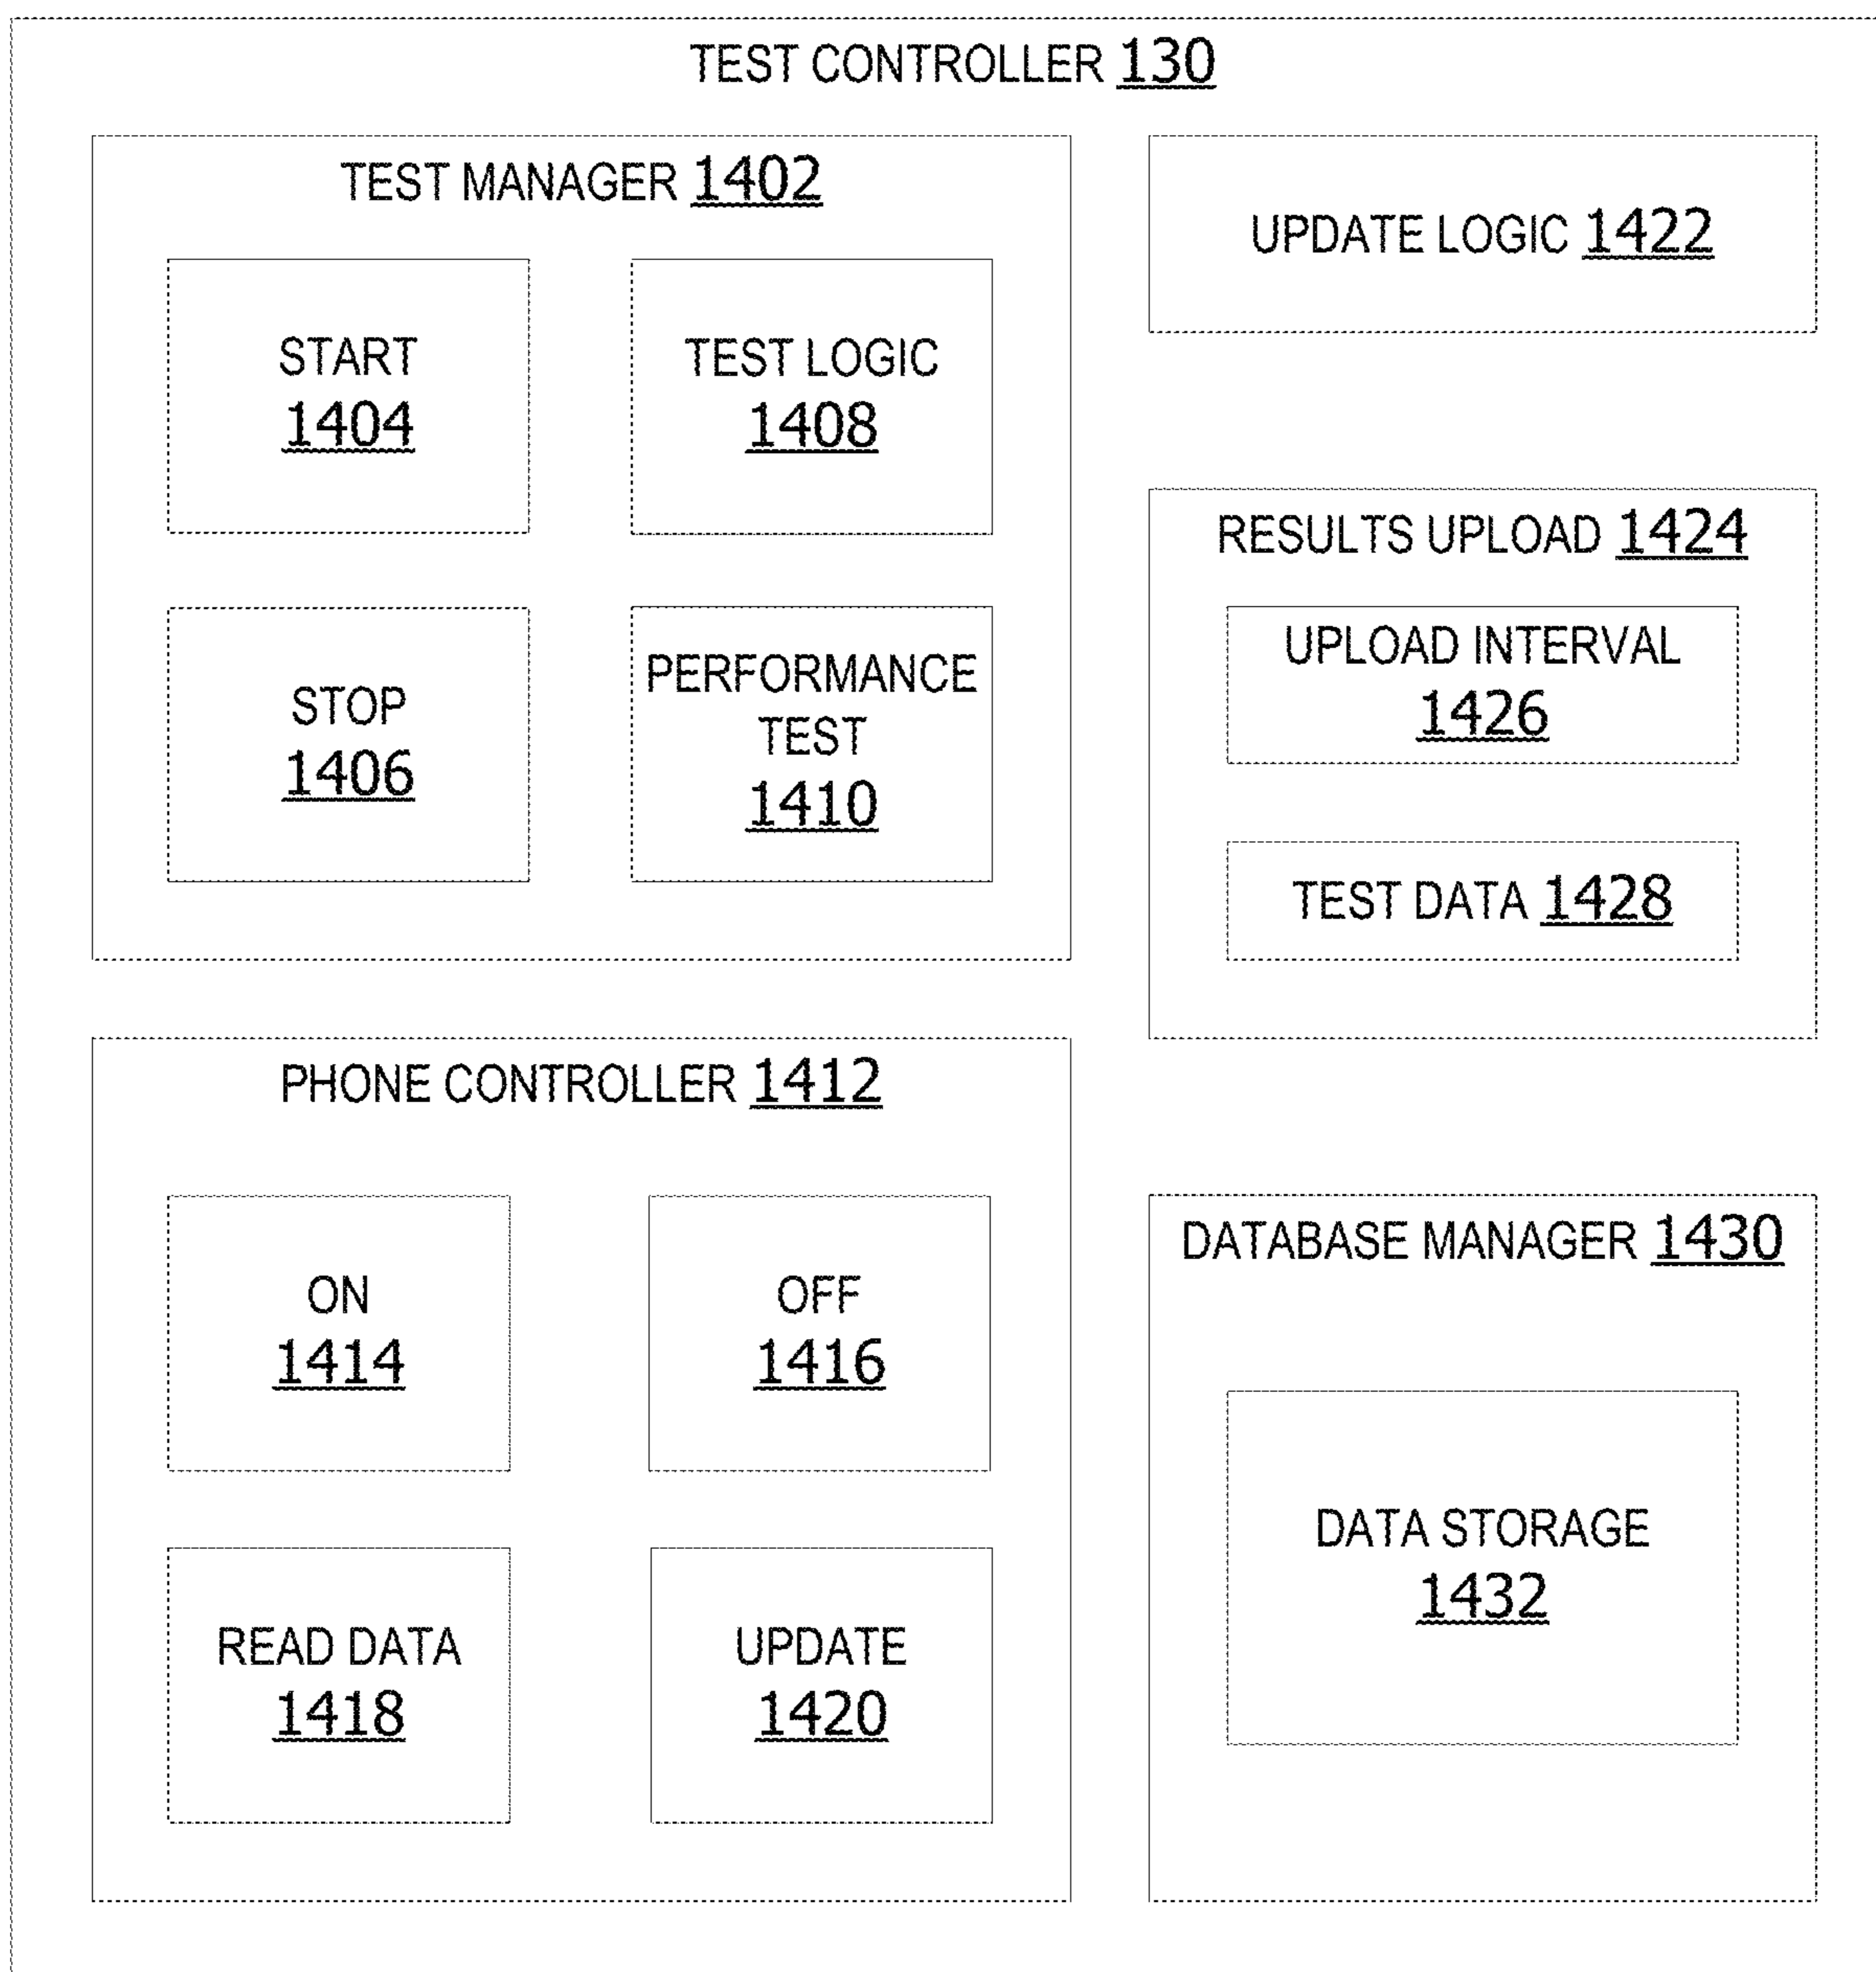 TEST CONTROLLER 130
TEST MANAGER 1402
START
1404
TEST LOGIC
1408
STOP
1406
PERFORMANCE
TEST
1410
PHONE CONTROLLER 1412
ON
1414
OFF
1416
READ DATA
1418
UPDATE
1420
UPDATE LOGIC 1422
RESULTS UPLOAD 1424
UPLOAD INTERVAL
1426
TEST DATA 1428
DATABASE MANAGER 1430
DATA STORAGE
1432